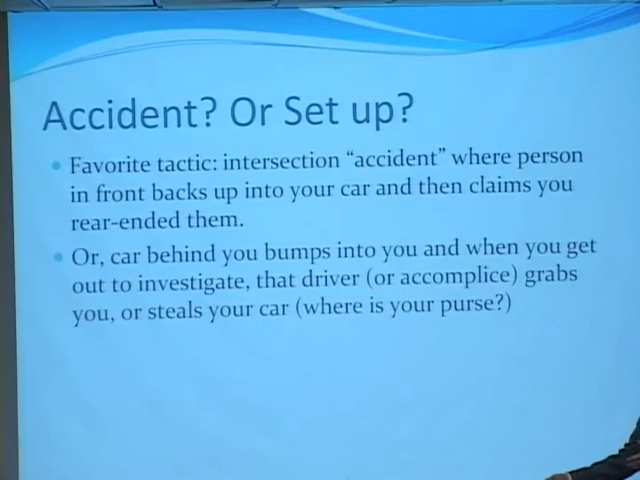 Accident? Or Set up?
Favorite tactic: intersection “accident” where person
in front backs up into your car and then claims you
rear-ended them.
Or, car behind you bumps into you and when you get
out to investigate, that driver (or accomplice) grabs
you, or steals your car (where is your purse?)